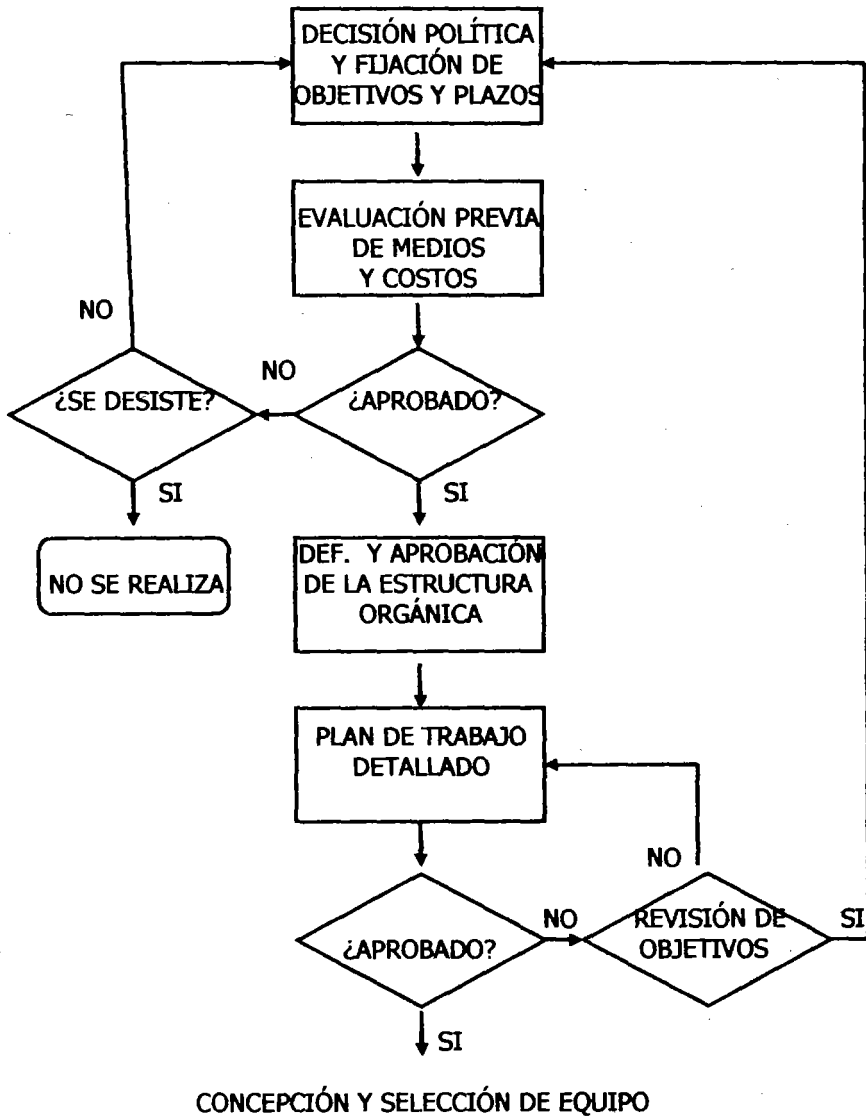 DECISIÓN POLÍTICA
Y FIJACIÓN DE
OBJETIVOS Y PLAZOS
EVALUACIÓN PREVIA
DE MEDIOS
Y COSTOS
NO
¿SE DESISTE?
NO
¿APROBADO?
SI
SI
NO SE REALIZA
DEF. Y APROBACIÓN
DE LA ESTRUCTURA
ORGÁNICA
PLAN DE TRABAJO
DETALLADO
NO
¿APROBADO?
NO
REVISIÓN DE
OBJETIVOS
SI
SI
CONCEPCIÓN Y SELECCIÓN DE EQUIPO